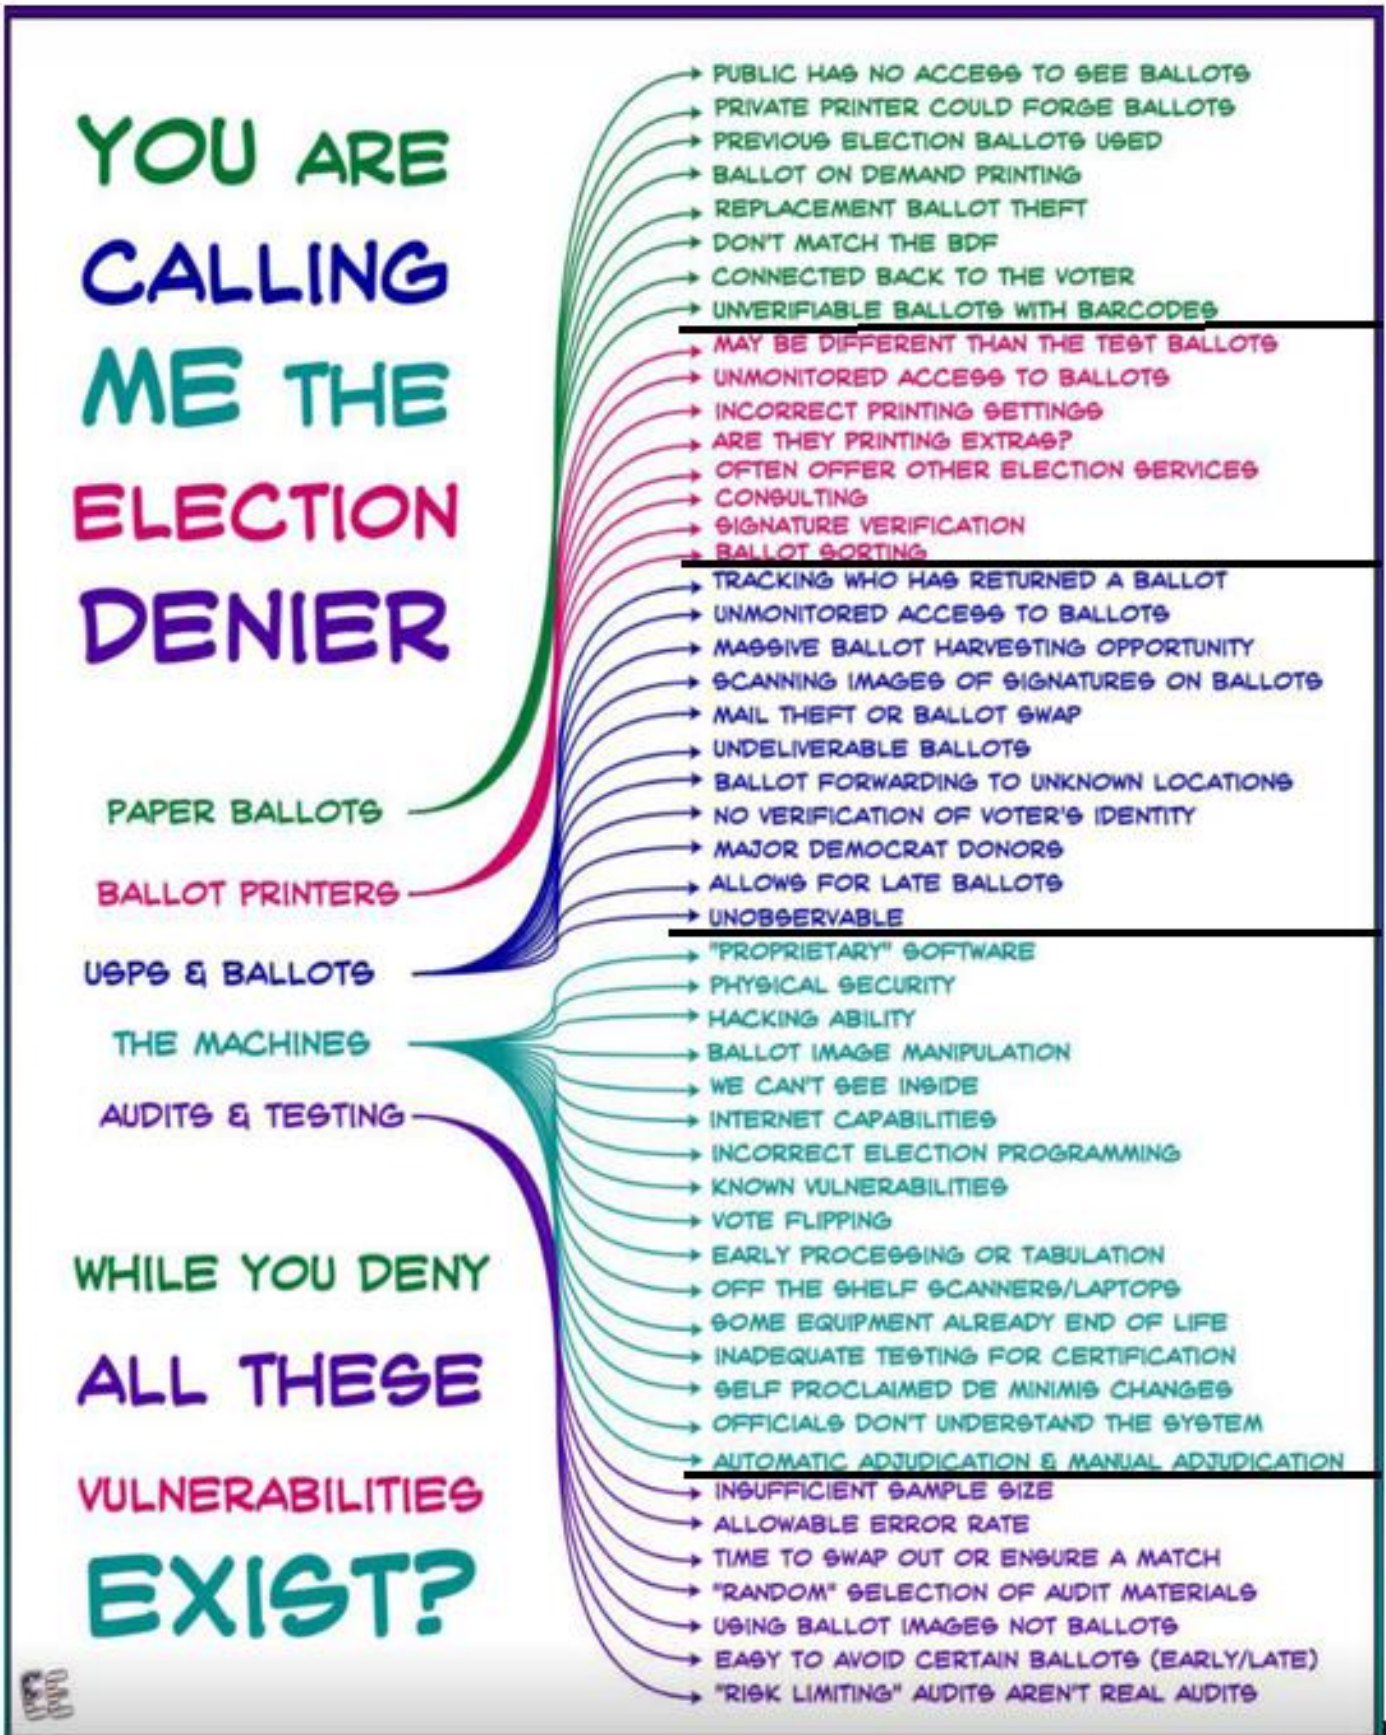 YOU ARE
CALLING
ME THE
ELECTION
DENIER
PAPER BALLOTS
BALLOT PRINTERS
USPS & BALLOTS
THE MACHINES
AUDITS & TESTING
WHILE YOU DENY
ALL THESE
VULNERABILITIES
EXIST?
PUBLIC HAS NO ACCESS TO SEE BALLOTS
PRIVATE PRINTER COULD FORGE BALLOTS
PREVIOUS ELECTION BALLOTS USED
BALLOT ON DEMAND PRINTING
REPLACEMENT BALLOT THEFT
DON'T MATCH THE BDF
CONNECTED BACK TO THE VOTER
UNVERIFIABLE BALLOTS WITH BARCODES
MAY BE DIFFERENT THAN THE TEST BALLOTS
UNMONITORED ACCESS TO BALLOTS
INCORRECT PRINTING SETTINGS
ARE THEY PRINTING EXTRAS?
OFTEN OFFER OTHER ELECTION SERVICES
CONSULTING
SIGNATURE VERIFICATION
BALLOT SORTING
TRACKING WHO HAS RETURNED A BALLOT
UNMONITORED ACCESS TO BALLOTS
MASSIVE BALLOT HARVESTING OPPORTUNITY
SCANNING IMAGES OF SIGNATURES ON BALLOTS
MAIL THEFT OR BALLOT SWAP
UNDELIVERABLE BALLOTS
BALLOT FORWARDING TO UNKNOWN LOCATIONS
NO VERIFICATION OF VOTER'S IDENTITY
MAJOR DEMOCRAT DONORS
ALLOWS FOR LATE BALLOTS
UNOBSERVABLE
"PROPRIETARY" SOFTWARE
PHYSICAL SECURITY
HACKING ABILITY
BALLOT IMAGE MANIPULATION
WE CAN'T SEE INSIDE
INTERNET CAPABILITIES
INCORRECT ELECTION PROGRAMMING
KNOWN VULNERABILITIES
VOTE FLIPPING
EARLY PROCESSING OR TABULATION
OFF THE SHELF SCANNERS/LAPTOPS
SOME EQUIPMENT ALREADY END OF LIFE
INADEQUATE TESTING FOR CERTIFICATION
SELF PROCLAIMED DE MINIMIS CHANGES
OFFICIALS DON'T UNDERSTAND THE SYSTEM
AUTOMATIC ADJUDICATION & MANUAL ADJUDICATION
INSUFFICIENT SAMPLE SIZE
ALLOWABLE ERROR RATE
TIME TO SWAP OUT OR ENSURE A MATCH
"RANDOM" SELECTION OF AUDIT MATERIALS
USING BALLOT IMAGES NOT BALLOTS
EASY TO AVOID CERTAIN BALLOTS (EARLY/LATE)
"RISK LIMITING" AUDITS AREN'T REAL AUDITS